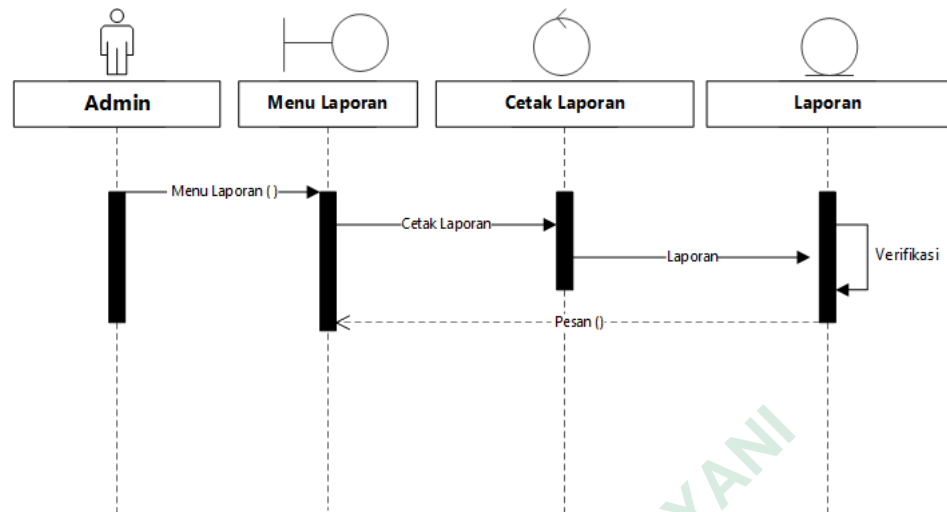 Admin
Menu Laporan
Cetak Laporan
Laporan
Menu Laporan ( )
Cetak Laporan
Laporan
Verifikasi
Pesan ()
YANI